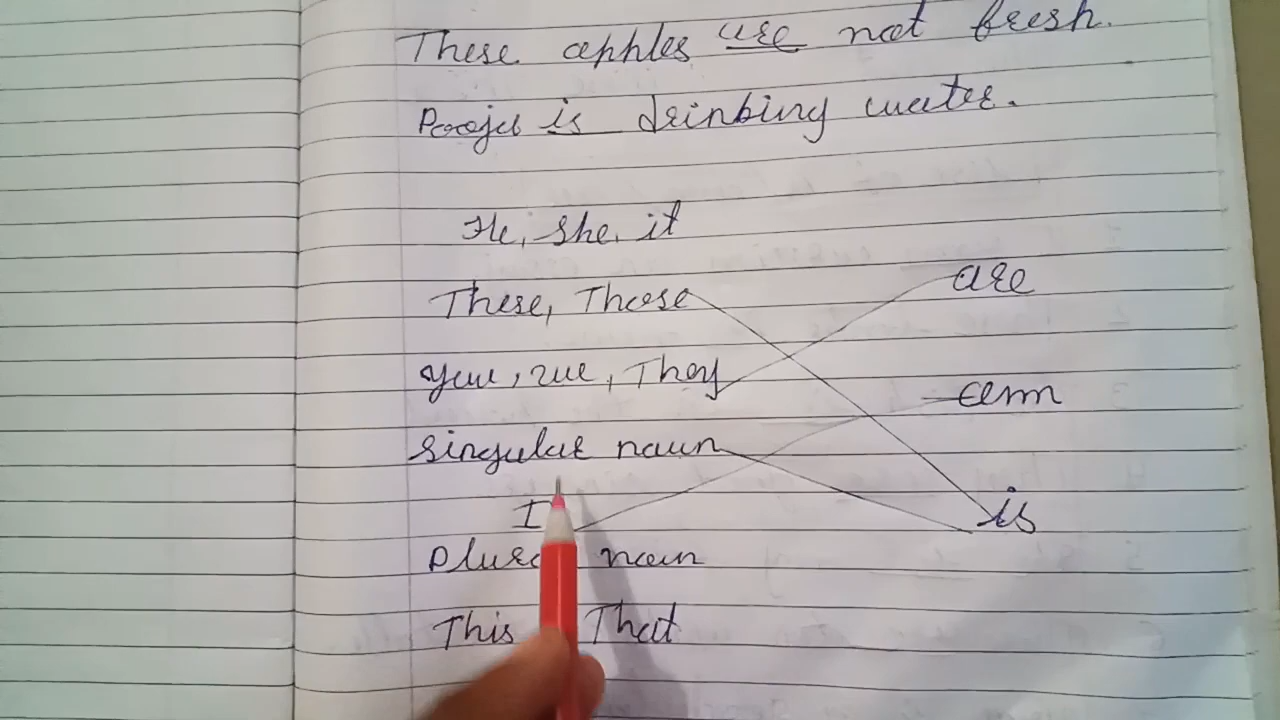 These apples are not fresh.
Pooja is drinking water.
He, she, it
These, Those
are
You, we, They
am
Singular noun
I
is
Plural noun
This That